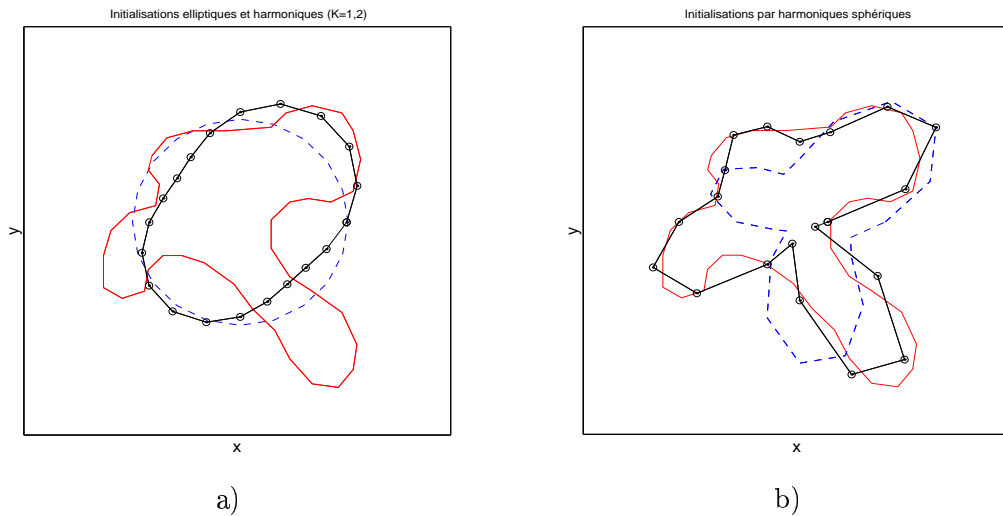 Initialisations elliptiques et harmoniques (K=1,2)
y
x
a)
Initialisations par harmoniques sphériques
y
x
b)